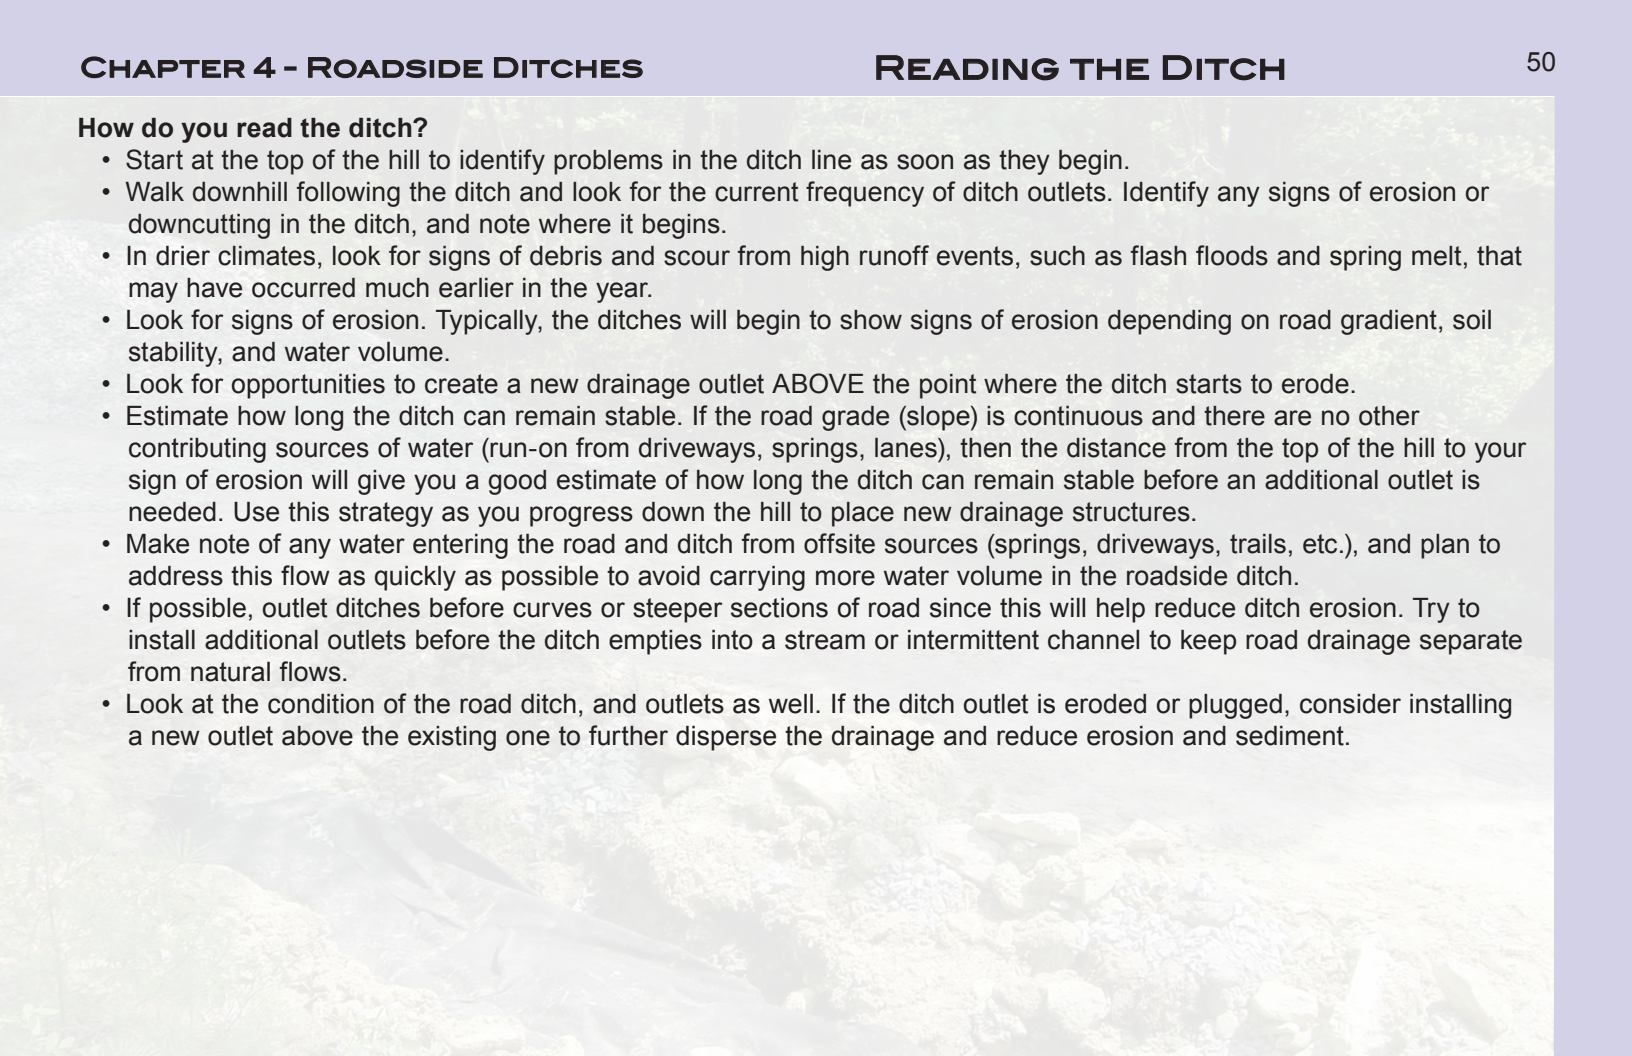 Chapter 4 - Roadside Ditches
Reading the Ditch
50
How do you read the ditch?
• Start at the top of the hill to identify problems in the ditch line as soon as they begin.
• Walk downhill following the ditch and look for the current frequency of ditch outlets. Identify any signs of erosion or
downcutting in the ditch, and note where it begins.
• In drier climates, look for signs of debris and scour from high runoff events, such as flash floods and spring melt, that
may have occurred much earlier in the year.
• Look for signs of erosion. Typically, the ditches will begin to show signs of erosion depending on road gradient, soil
stability, and water volume.
• Look for opportunities to create a new drainage outlet ABOVE the point where the ditch starts to erode.
• Estimate how long the ditch can remain stable. If the road grade (slope) is continuous and there are no other
contributing sources of water (run-on from driveways, springs, lanes), then the distance from the top of the hill to your
sign of erosion will give you a good estimate of how long the ditch can remain stable before an additional outlet is
needed. Use this strategy as you progress down the hill to place new drainage structures.
• Make note of any water entering the road and ditch from offsite sources (springs, driveways, trails, etc.), and plan to
address this flow as quickly as possible to avoid carrying more water volume in the roadside ditch.
• If possible, outlet ditches before curves or steeper sections of road since this will help reduce ditch erosion. Try to
install additional outlets before the ditch empties into a stream or intermittent channel to keep road drainage separate
from natural flows.
• Look at the condition of the road ditch, and outlets as well. If the ditch outlet is eroded or plugged, consider installing
a new outlet above the existing one to further disperse the drainage and reduce erosion and sediment.